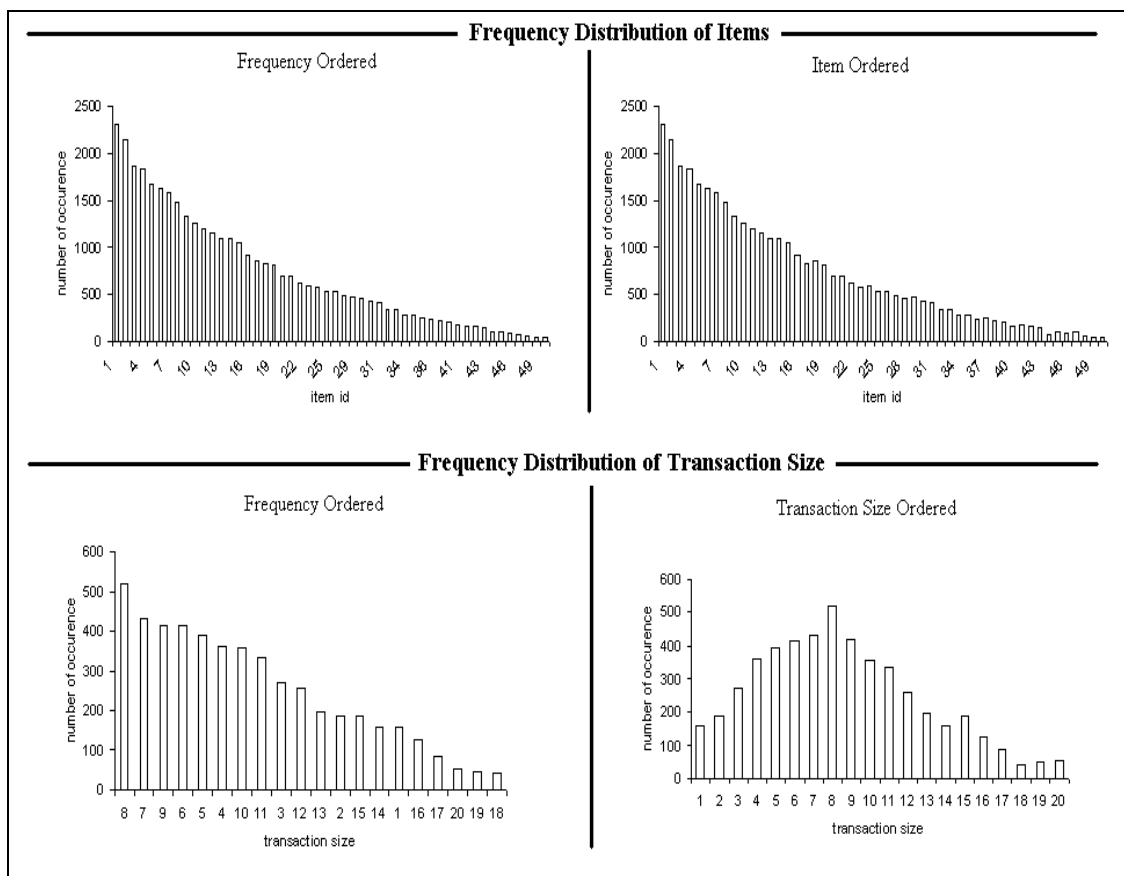 Frequency Distribution of Items
Frequency Ordered
number of occurence
2500
2000
1500
1000
500
0
1 4 7 10 13 16 19 22 25 29 31 34 36 41 43 46 49
item id
Item Ordered
number of occurence
2500
2000
1500
1000
500
0
1 4 7 10 13 16 19 22 25 28 31 34 37 40 43 46 49
item id
Frequency Distribution of Transaction Size
Frequency Ordered
number of occurence
600
500
400
300
200
100
0
8 7 9 6 5 4 10 11 3 12 13 2 15 14 1 16 17 20 19 18
transaction size
Transaction Size Ordered
number of occurence
600
500
400
300
200
100
0
1 2 3 4 5 6 7 8 9 10 11 12 13 14 15 16 17 18 19 20
transaction size